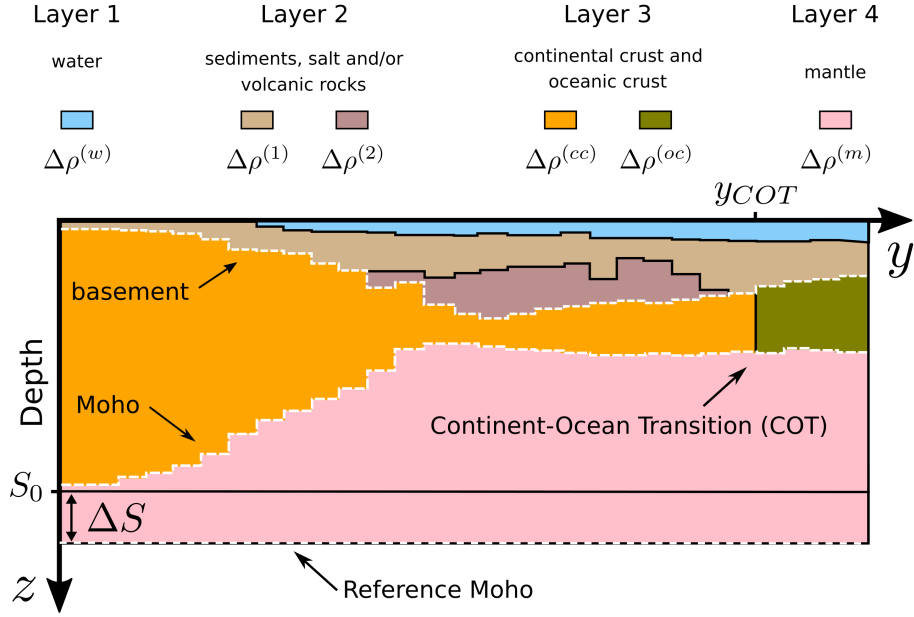 Layer 1 Layer 2 Layer 3 Layer 4
water
sediments, salt and/or
volcanic rocks
continental crust and
oceanic crust
mantle
Δρ(w) Δρ(1) Δρ(2) Δρ(cc) Δρ(oc) Δρ(m)
yCOT
y
basement
Depth
Moho
Continent-Ocean Transition (COT)
S0
ΔS
Reference Moho
z